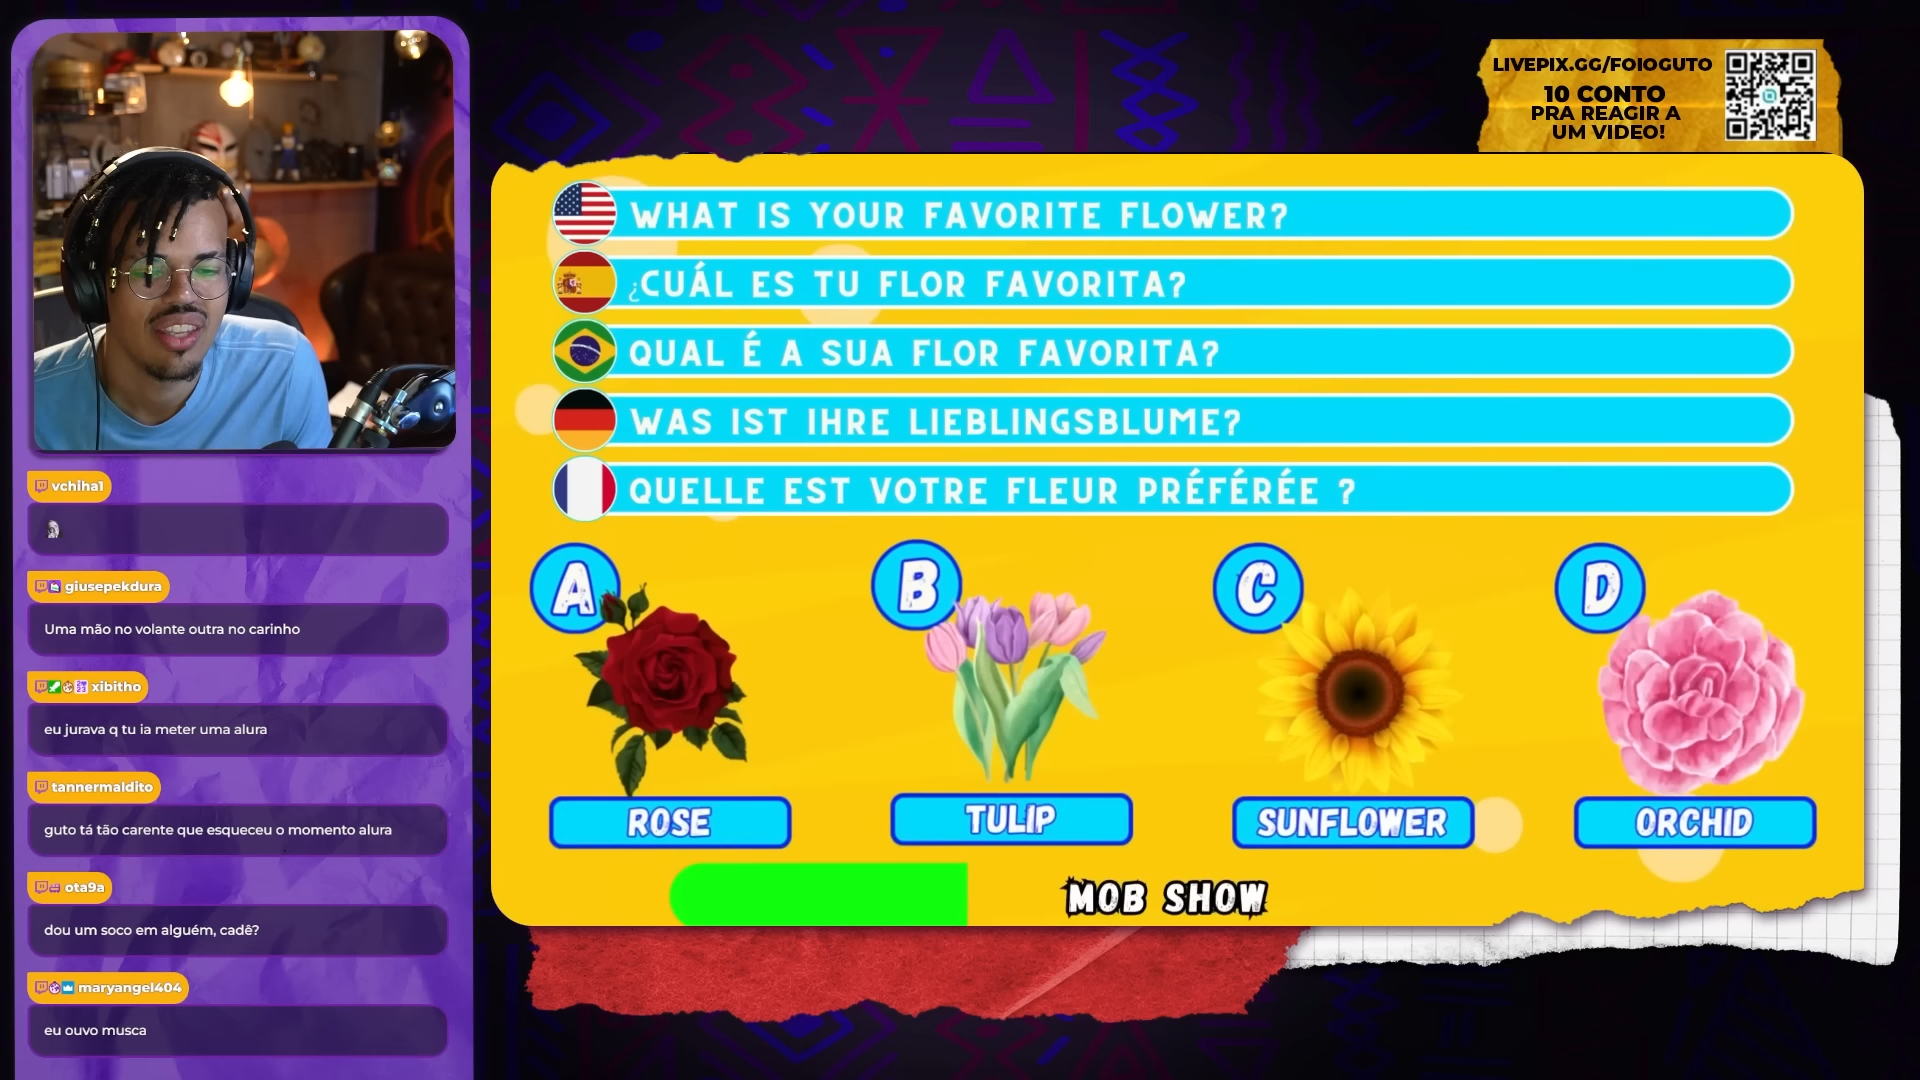 LIVEPIX.GG/FOIOGUTO
10 CONTO
PRA REAGIR A
UM VIDEO!
WHAT IS YOUR FAVORITE FLOWER?
¿CUÁL ES TU FLOR FAVORITA?
QUAL É A SUA FLOR FAVORITA?
WAS IST IHRE LIEBLINGSBLUME?
QUELLE EST VOTRE FLEUR PRÉFÉRÉE ?
A
B
C
D
ROSE
TULIP
SUNFLOWER
ORCHID
MOB SHOW
vchiha1
giusepekdura
Uma mão no volante outra no carinho
xibitho
eu jurava q tu ia meter uma alura
tannermaldito
guto tá tão carente que esqueceu o momento alura
ota9a
dou um soco em alguém, cadê?
maryangel404
eu ouvo musca